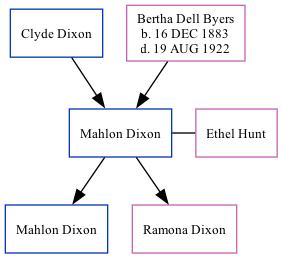 Clyde Dixon
Bertha Dell Byers
b. 16 DEC 1883
d. 19 AUG 1922
Mahlon Dixon
Ethel Hunt
Mahlon Dixon
Ramona Dixon